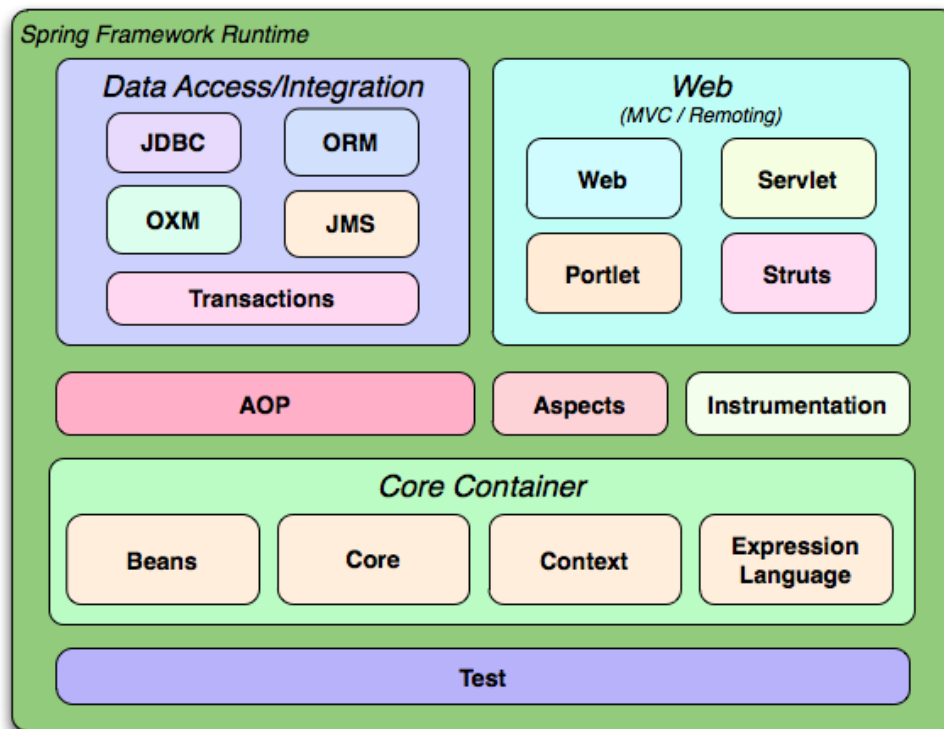 Spring Framework Runtime
Data Access/Integration
JDBC
ORM
OXM
JMS
Transactions
Web
(MVC / Remoting)
Web
Servlet
Portlet
Struts
AOP
Aspects
Instrumentation
Core Container
Beans
Core
Context
Expression
Language
Test